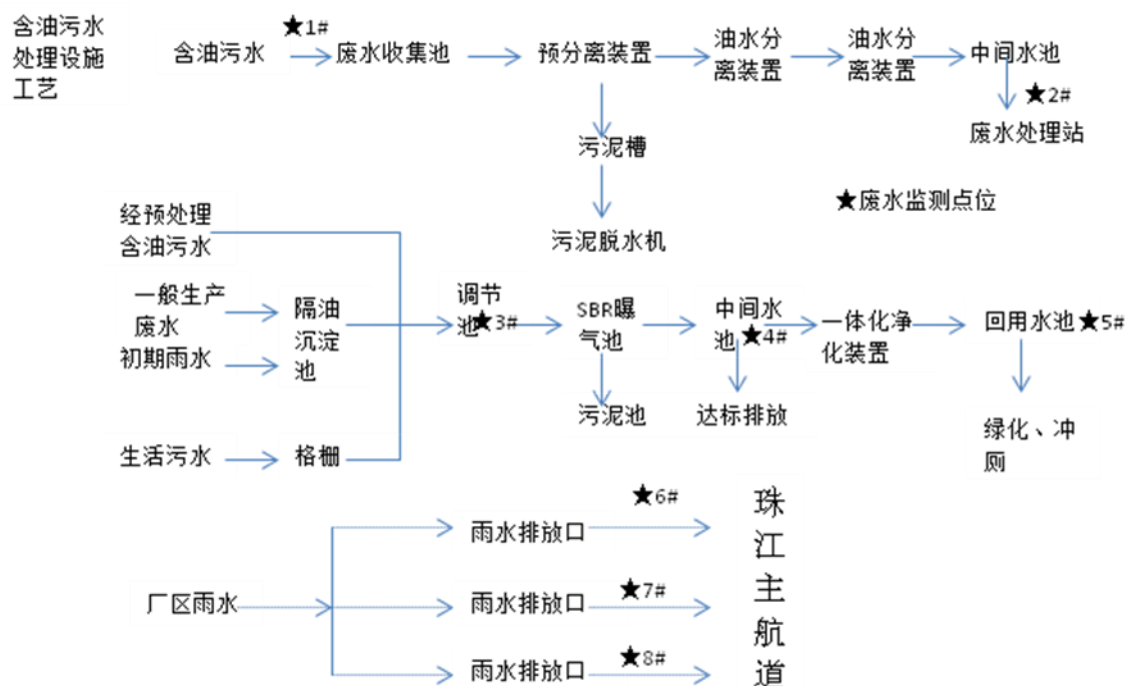 含油污水
处理设施
工艺
含油污水
★1#
废水收集池
预分离装置
油水分
离装置
油水分
离装置
中间水池
★2#
废水处理站
污泥槽
污泥脱水机
★废水监测点位
经预处理
含油污水
一般生产
废水
初期雨水
隔油
沉淀
池
生活污水
格栅
调节
池★3#
SBR曝
气池
污泥池
中间水
池★4#
达标排放
一体化净
化装置
回用水池★5#
绿化、冲
厕
厂区雨水
雨水排放口
★6#
雨水排放口
★7#
雨水排放口
★8#
珠
江
主
航
道